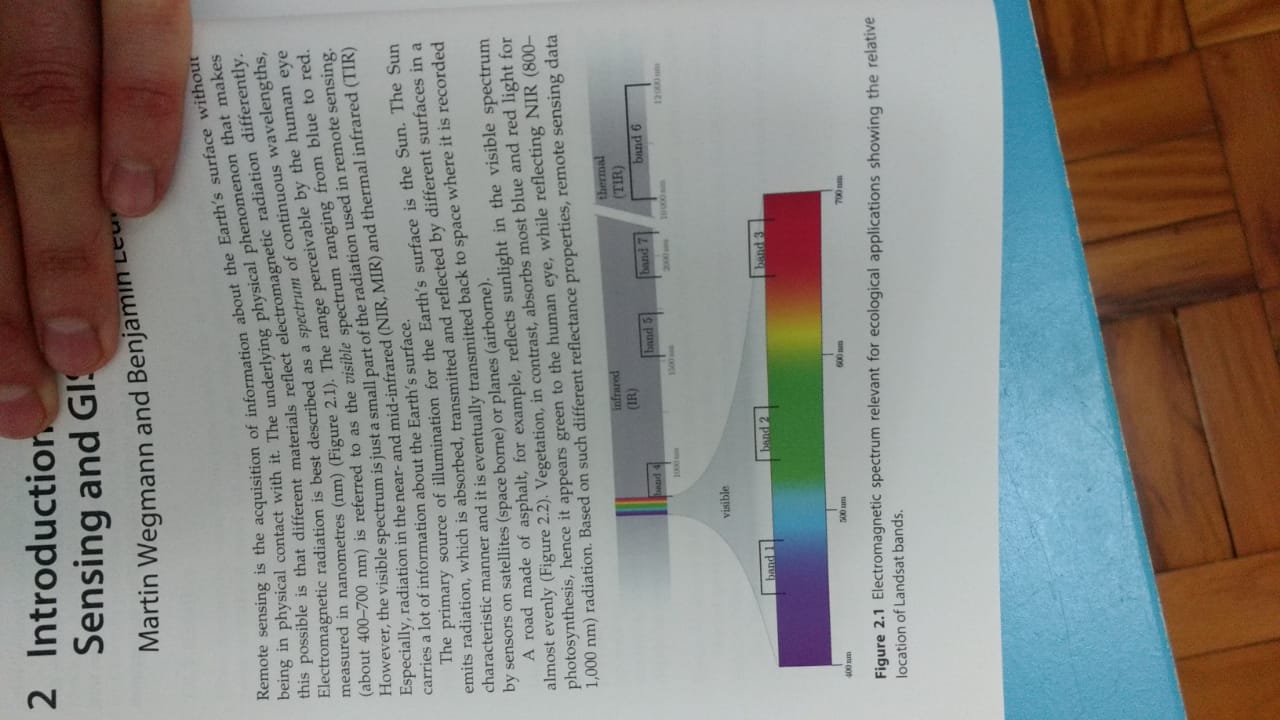 2 Introduction
Sensing and GIS
Martin Wegmann and Benjamin
Remote sensing is the acquisition of information about the Earth's surface without
being in physical contact with it. The underlying physical phenomenon that makes
this possible is that different materials reflect electromagnetic radiation differently.
Electromagnetic radiation is best described as a spectrum of continuous wavelengths,
measured in nanometres (nm) (Figure 2.1). The range perceivable by the human eye
(about 400–700 nm) is referred to as the visible spectrum ranging from blue to red.
However, the visible spectrum is just a small part of the radiation used in remote sensing.
Especially, radiation in the near- and mid-infrared (NIR, MIR) and thermal infrared (TIR)
carries a lot of information about the Earth's surface.
The primary source of illumination for the Earth's surface is the Sun. The Sun
emits radiation, which is absorbed, transmitted and reflected by different surfaces in a
characteristic manner and it is eventually transmitted back to space where it is recorded
by sensors on satellites (space borne) or planes (airborne).
A road made of asphalt, for example, reflects sunlight in the visible spectrum
almost evenly (Figure 2.2). Vegetation, in contrast, absorbs most blue and red light for
photosynthesis, hence it appears green to the human eye, while reflecting NIR (800–
1,000 nm) radiation. Based on such different reflectance properties, remote sensing data
infrared
(IR)
thermal
(TIR)
band 4
band 5
band 7
band 6
1000 nm
1500 nm
2000 nm
10 000 nm
12 000 nm
visible
band 1
band 2
band 3
400 nm
500 nm
600 nm
700 nm
Figure 2.1 Electromagnetic spectrum relevant for ecological applications showing the relative
location of Landsat bands.